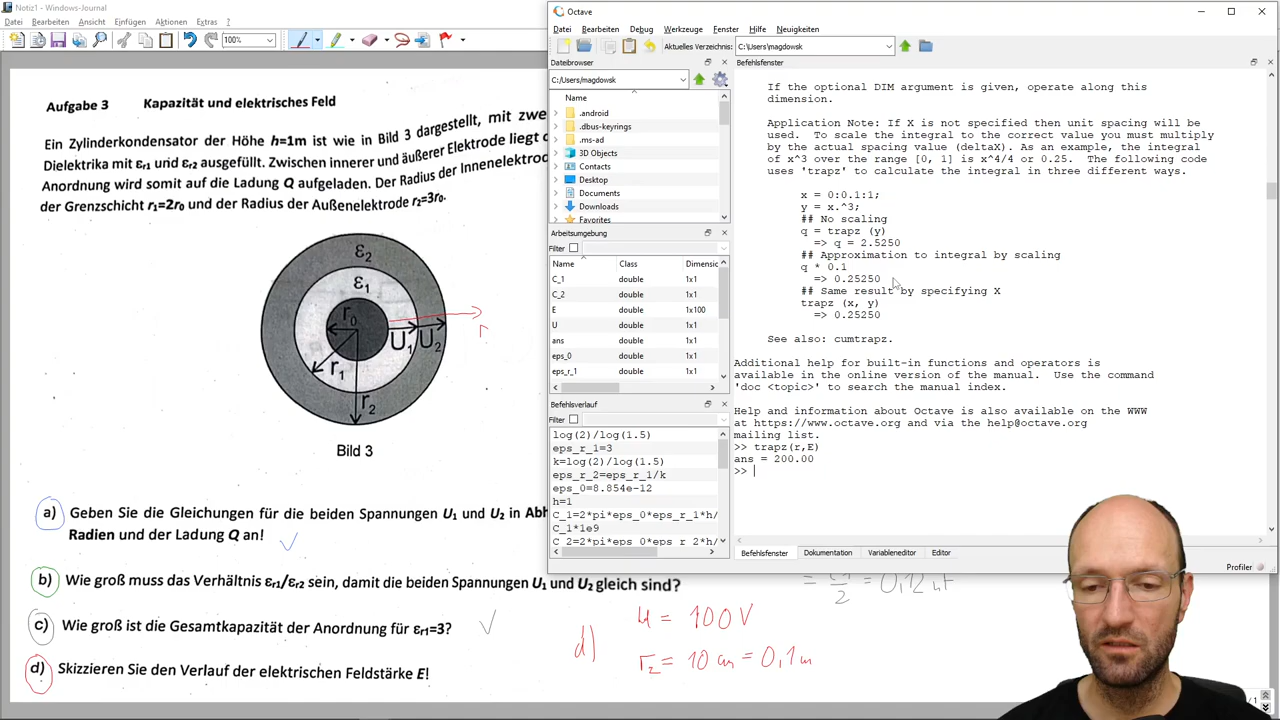 Notiz1 - Windows-Journal
Datei Bearbeiten Ansicht Einfügen Aktionen Extras ?
100%
Aufgabe 3 Kapazität und elektrisches Feld
Ein Zylinderkondensator der Höhe h=1m ist wie in Bild 3 dargestellt, mit zwe
Dielektrika mit εr1 und εr2 ausgefüllt. Zwischen innerer und äußerer Elektrode liegt d
Anordnung wird somit auf die Ladung Q aufgeladen. Der Radius der Innenelektrod
der Grenzschicht r1=2r0 und der Radius der Außenelektrode r2=3r0.
ε2
ε1
r0
U1 U2
r
r1
r2
Bild 3
a) Geben Sie die Gleichungen für die beiden Spannungen U1 und U2 in Abh
Radien und der Ladung Q an!
b) Wie groß muss das Verhältnis εr1/εr2 sein, damit die beiden Spannungen U1 und U2 gleich sind?
c) Wie groß ist die Gesamtkapazität der Anordnung für εr1=3?
d) Skizzieren Sie den Verlauf der elektrischen Feldstärke E!
d) U = 100 V
r2 = 10 cm = 0,1 m
Octave
Datei Bearbeiten Debug Werkzeuge Fenster Hilfe Neuigkeiten
Aktuelles Verzeichnis: C:\Users\magdowsk
Dateibrowser
C:/Users/magdowsk
Name
.android
.dbus-keyrings
.ms-ad
3D Objects
Contacts
Desktop
Documents
Downloads
Favorites
Arbeitsumgebung
Filter
Name Class Dimensio
C_1 double 1x1
C_2 double 1x1
E double 1x100
U double 1x1
ans double 1x1
eps_0 double 1x1
eps_r_1 double 1x1
Befehlsverlauf
Filter
log(2)/log(1.5)
eps_r_1=3
k=log(2)/log(1.5)
eps_r_2=eps_r_1/k
eps_0=8.854e-12
h=1
C_1=2*pi*eps_0*eps_r_1*h/
C_1*1e9
C_2=2*pi*eps_0*eps_r_2*h/
Befehlsfenster
If the optional DIM argument is given, operate along this
dimension.
Application Note: If X is not specified then unit spacing will be
used. To scale the integral to the correct value you must multiply
by the actual spacing value (deltaX). As an example, the integral
of x^3 over the range [0, 1] is x^4/4 or 0.25. The following code
uses 'trapz' to calculate the integral in three different ways.
x = 0:0.1:1;
y = x.^3;
## No scaling
q = trapz (y)
=> q = 2.5250
## Approximation to integral by scaling
q * 0.1
=> 0.25250
## Same result by specifying X
trapz (x, y)
=> 0.25250
See also: cumtrapz.
Additional help for built-in functions and operators is
available in the online version of the manual. Use the command
'doc <topic>' to search the manual index.
Help and information about Octave is also available on the WWW
at https://www.octave.org and via the help@octave.org
mailing list.
>> trapz(r,E)
ans = 200.00
>>
Befehlsfenster Dokumentation Variableneditor Editor
Profiler